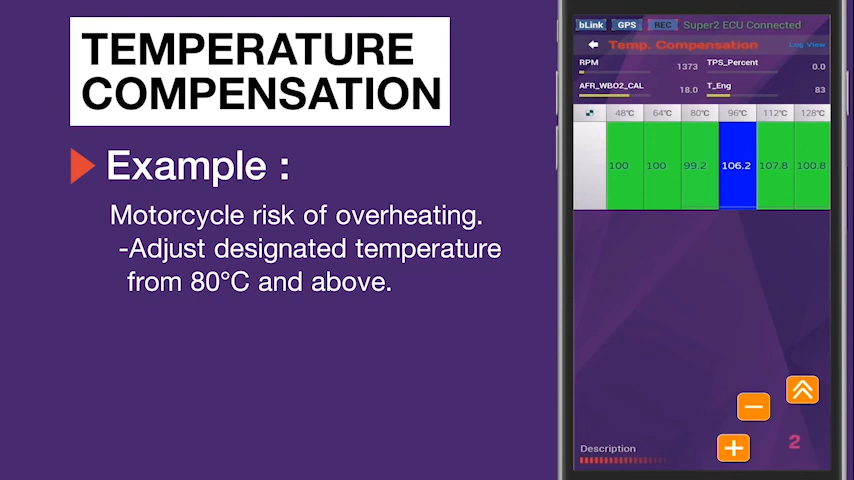 TEMPERATURE
COMPENSATION
Example :
Motorcycle risk of overheating.
-Adjust designated temperature
from 80°C and above.
bLink GPS REC Super2 ECU Connected
Temp. Compensation Log View
RPM 1373 TPS_Percent 0.0
AFR_WBO2_CAL 18.0 T_Eng 83
48°C 64°C 80°C 96°C 112°C 128°C
100 100 99.2 106.2 107.8 100.8
2
Description